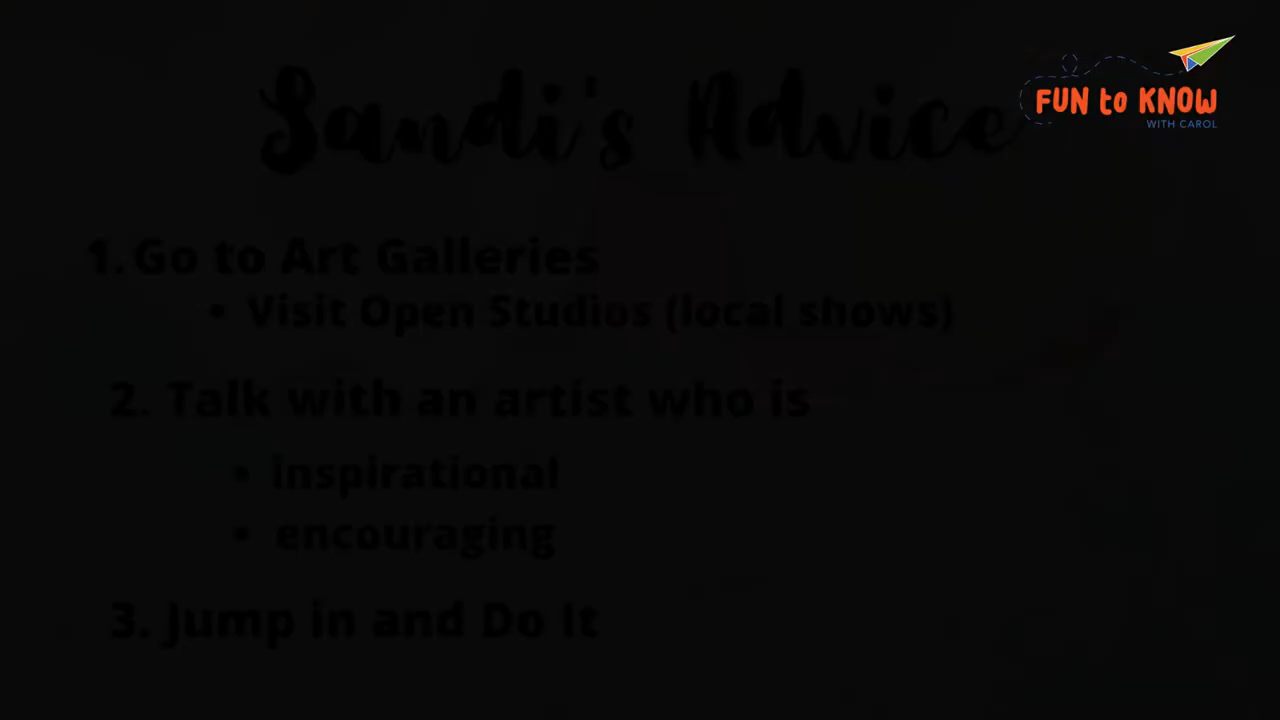 Sandi's Advice
FUN to KNOW
WITH CAROL
1. Go to Art Galleries
• Visit Open Studios (local shows)
2. Talk with an artist who is
• inspirational
• encouraging
3. Jump in and Do It